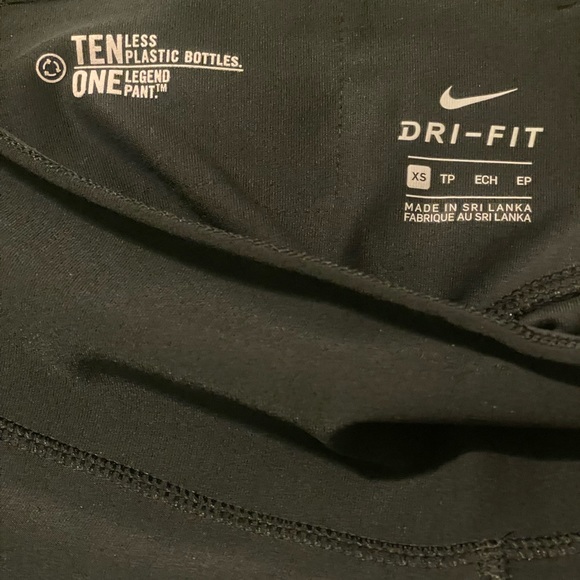 TEN LESS
PLASTIC BOTTLES.
ONE LEGEND
PANT.™
DRI-FIT
XS TP ECH EP
MADE IN SRI LANKA
FABRIQUE AU SRI LANKA